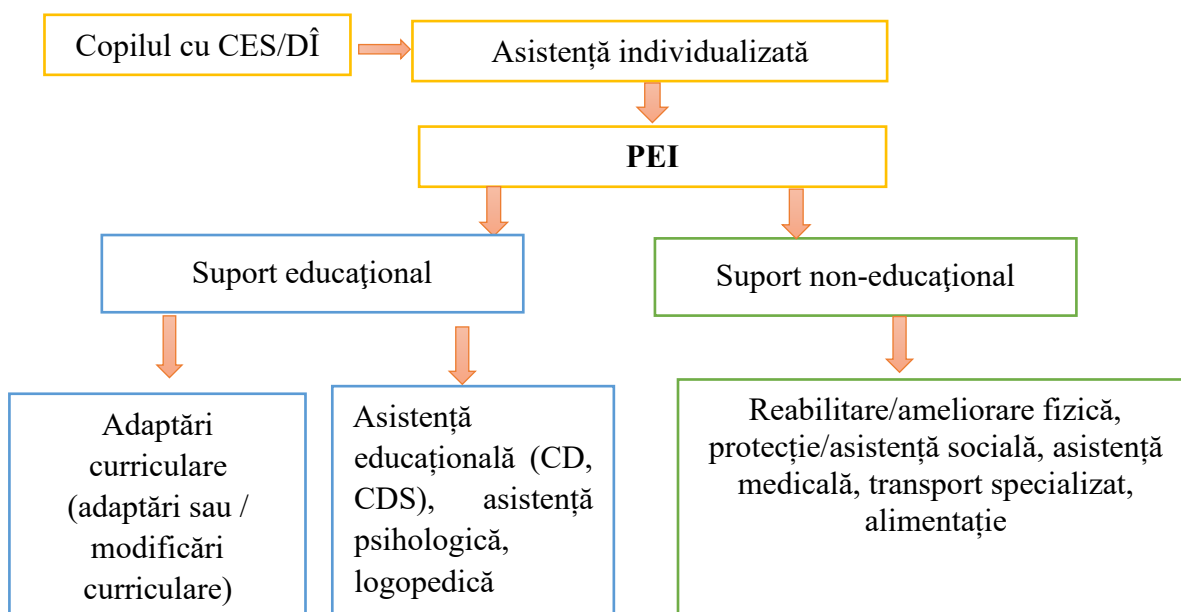 Copilul cu CES/DÎ
Asistență individualizată
PEI
Suport educaţional
Suport non-educaţional
Adaptări
curriculare
(adaptări sau /
modificări
curriculare)
Asistență
educațională (CD,
CDS), asistență
psihologică,
logopedică
Reabilitare/ameliorare fizică,
protecție/asistență socială, asistență
medicală, transport specializat,
alimentație